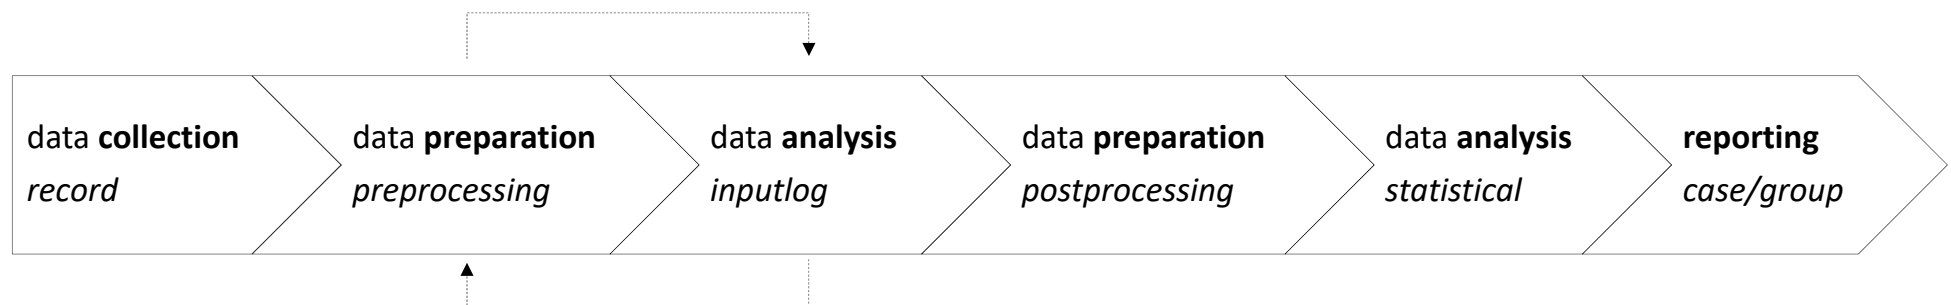 data collection
record
data preparation
preprocessing
data analysis
inputlog
data preparation
postprocessing
data analysis
statistical
reporting
case/group